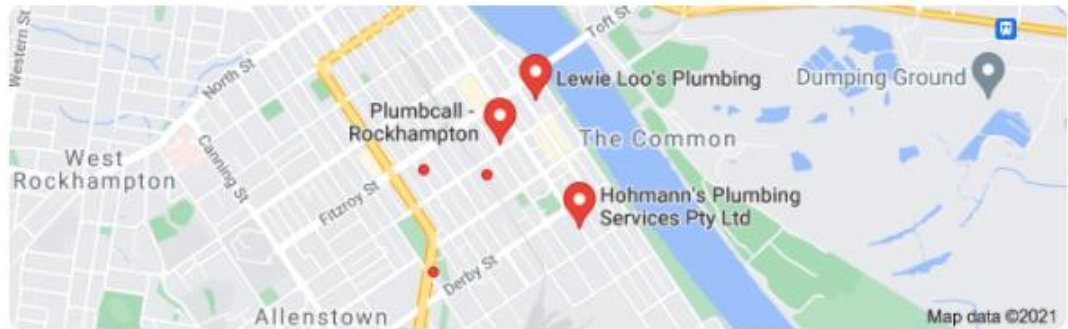 Western St
North St
Toft St
Lewie Loo's Plumbing
Dumping Ground
Plumbcall -
Rockhampton
The Common
West
Rockhampton
Canning St
Fitzroy St
Hohmann's Plumbing
Services Pty Ltd
Derby St
Allenstown
Map data ©2021